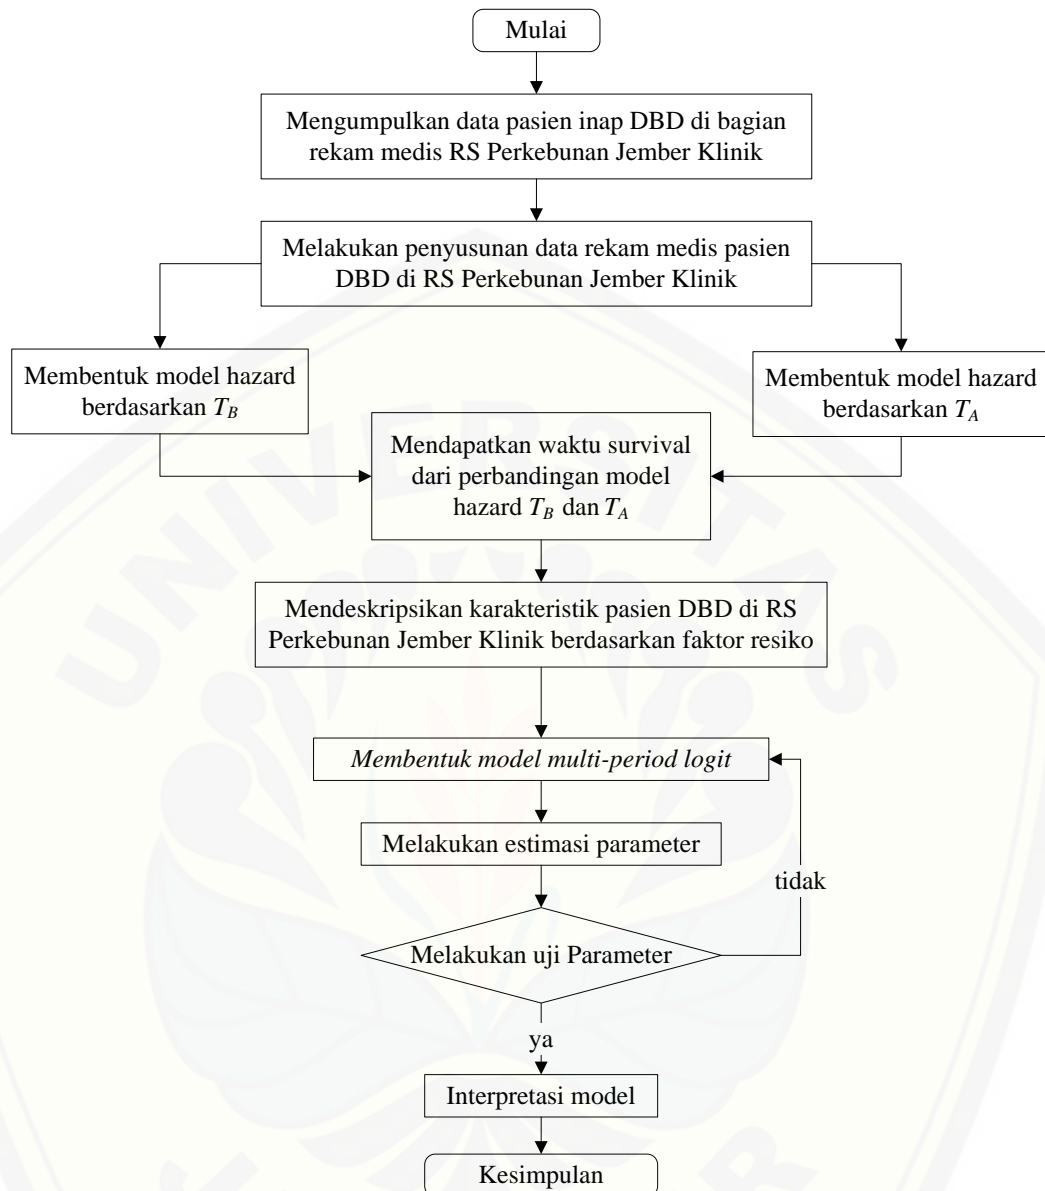 Mulai
Mengumpulkan data pasien inap DBD di bagian
rekam medis RS Perkebunan Jember Klinik
Melakukan penyusunan data rekam medis pasien
DBD di RS Perkebunan Jember Klinik
Membentuk model hazard
berdasarkan T_B
Membentuk model hazard
berdasarkan T_A
Mendapatkan waktu survival
dari perbandingan model
hazard T_B dan T_A
Mendeskripsikan karakteristik pasien DBD di RS
Perkebunan Jember Klinik berdasarkan faktor resiko
Membentuk model multi-period logit
Melakukan estimasi parameter
tidak
Melakukan uji Parameter
ya
Interpretasi model
Kesimpulan
UNIVERSITAS